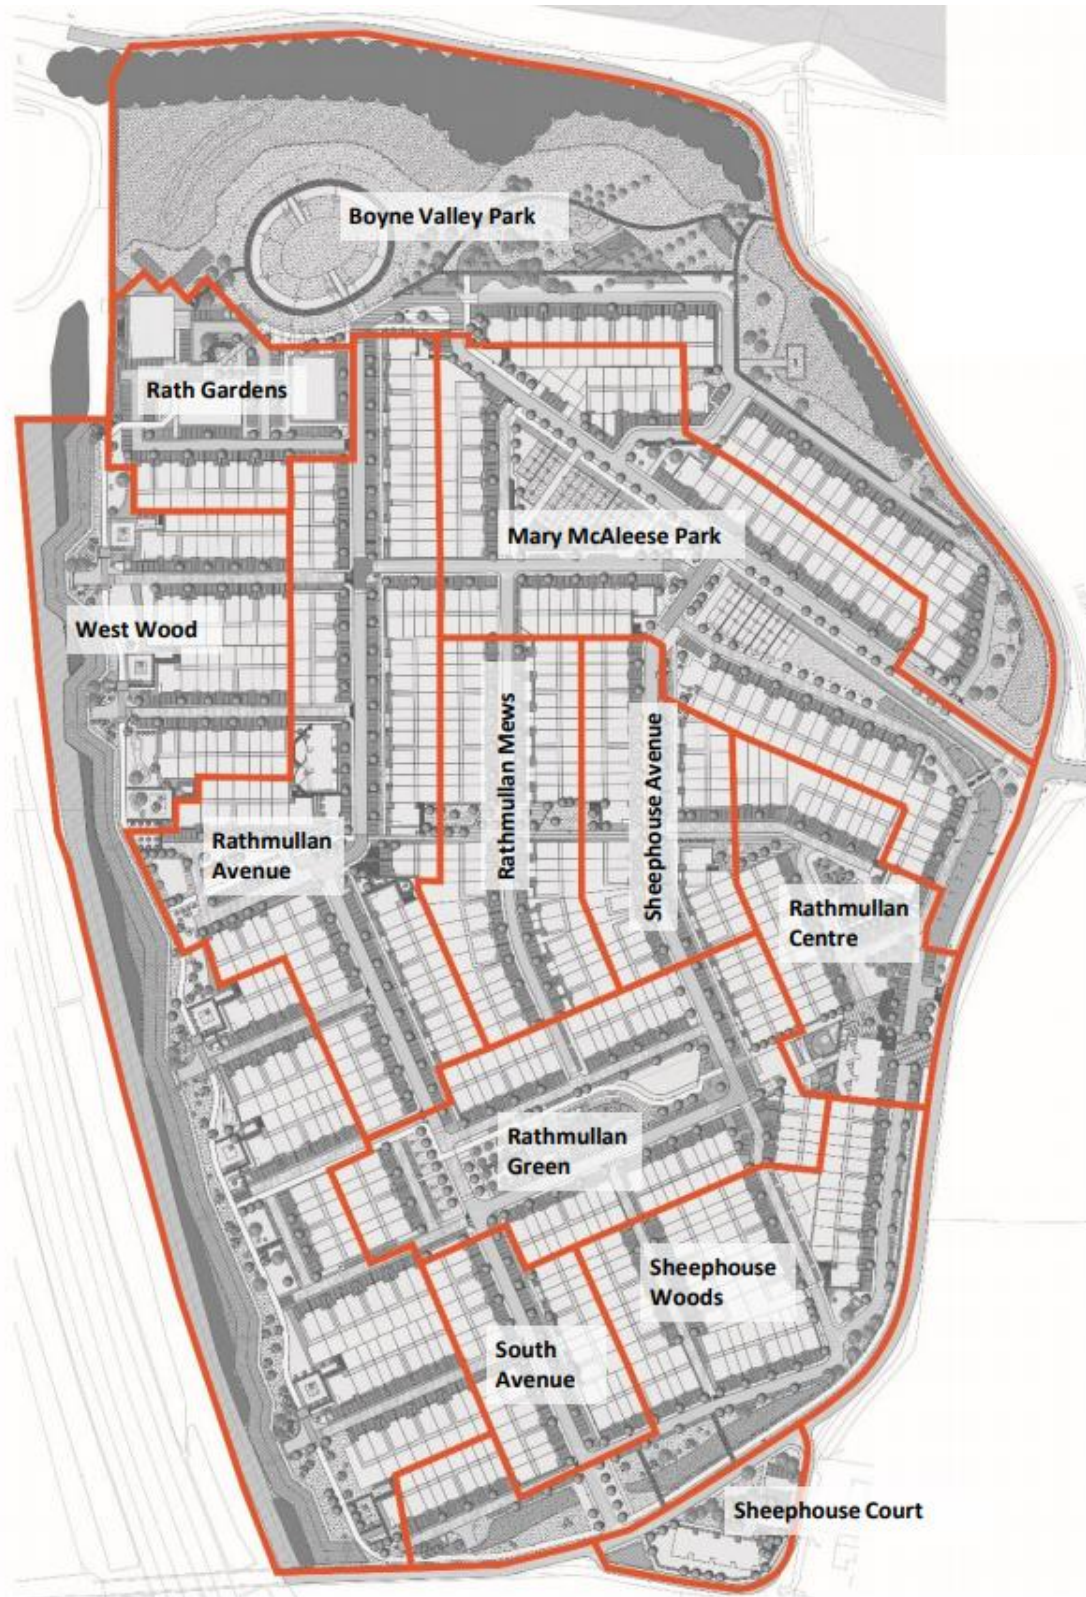 Boyne Valley Park
Rath Gardens
Mary McAleese Park
West Wood
Rathmullan Mews
Sheephouse Avenue
Rathmullan
Avenue
Rathmullan
Centre
Rathmullan
Green
Sheephouse
Woods
South
Avenue
Sheephouse Court